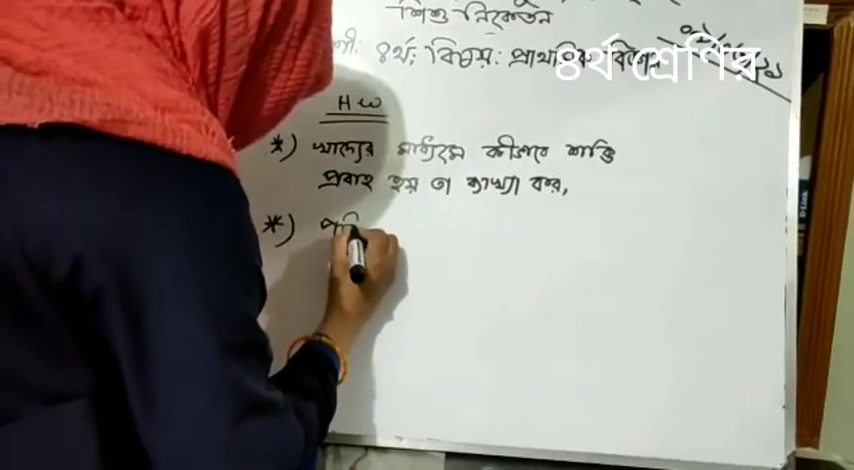 শিশু নিকেতন
৪র্থ; বিষয়: প্রাথমিক বিজ্ঞান
৪র্থ শ্রেণির
HW
*) খাদ্যের মাধ্যমে কীভাবে শক্তি
প্রবাহ হয় তা ব্যাখ্যা কর,
*)